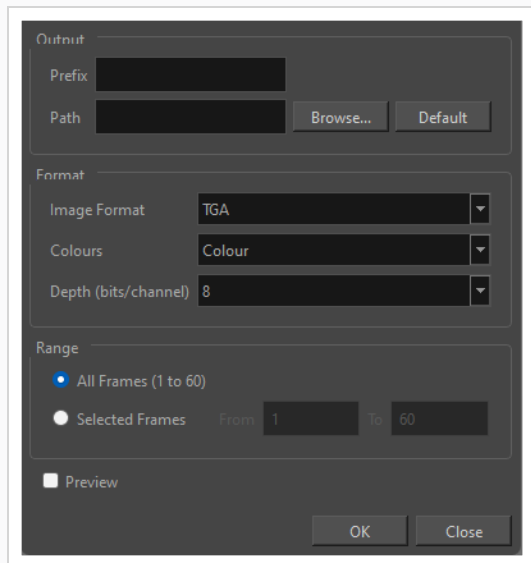 Output
Prefix
Path Browse... Default
Format
Image Format TGA
Colours Colour
Depth (bits/channel) 8
Range
All Frames (1 to 60)
Selected Frames From 1 To 60
Preview
OK Close